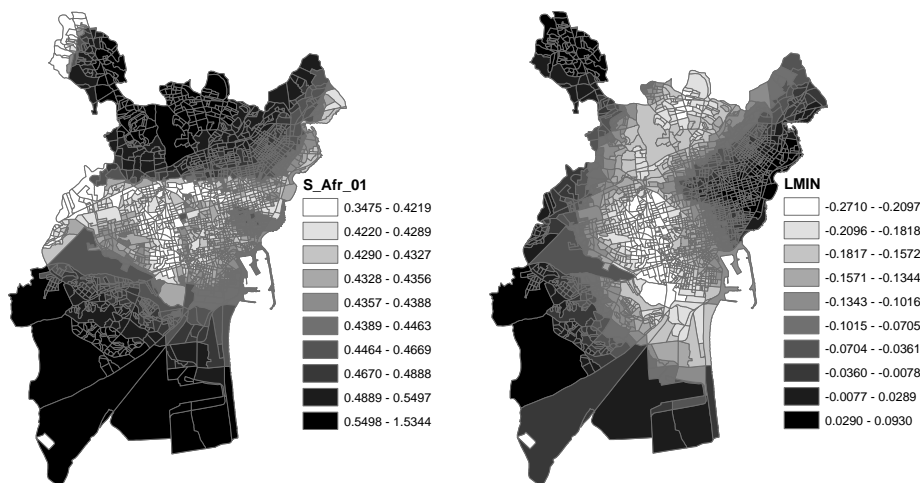 S_Afr_01
0.3475 - 0.4219
0.4220 - 0.4289
0.4290 - 0.4327
0.4328 - 0.4356
0.4357 - 0.4388
0.4389 - 0.4463
0.4464 - 0.4669
0.4670 - 0.4888
0.4889 - 0.5497
0.5498 - 1.5344
LMIN
-0.2710 - -0.2097
-0.2096 - -0.1818
-0.1817 - -0.1572
-0.1571 - -0.1344
-0.1343 - -0.1016
-0.1015 - -0.0705
-0.0704 - -0.0361
-0.0360 - -0.0078
-0.0077 - 0.0289
0.0290 - 0.0930